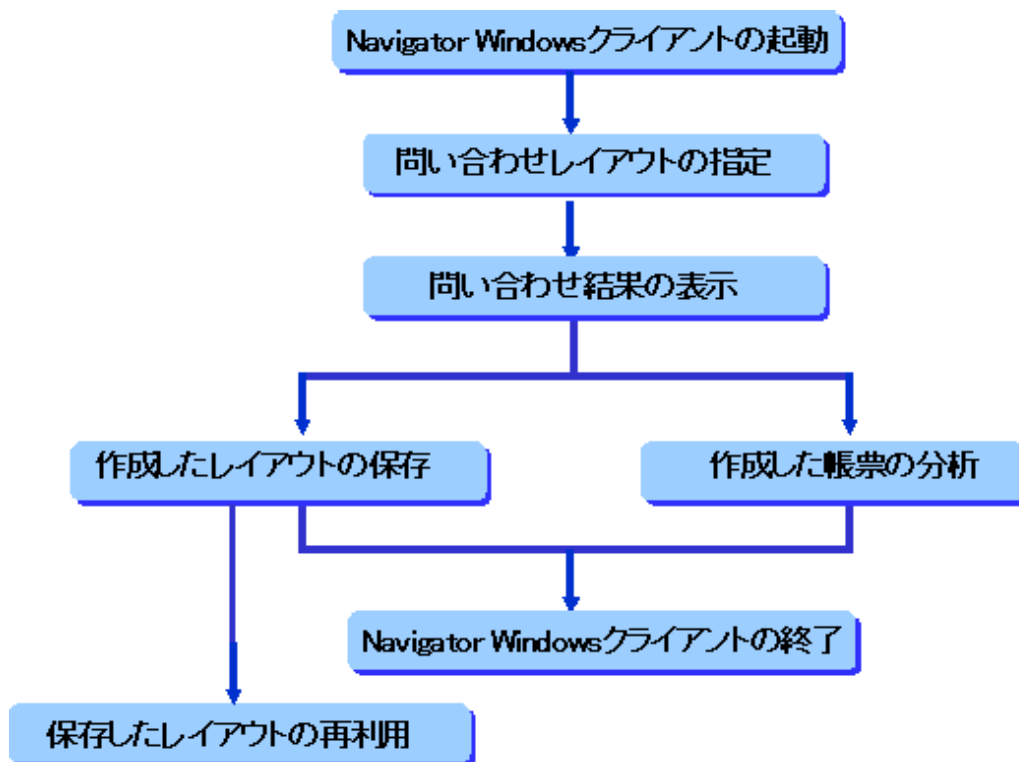 Navigator Windowsクライアントの起動
問い合わせレイアウトの指定
問い合わせ結果の表示
作成したレイアウトの保存
作成した帳票の分析
Navigator Windowsクライアントの終了
保存したレイアウトの再利用